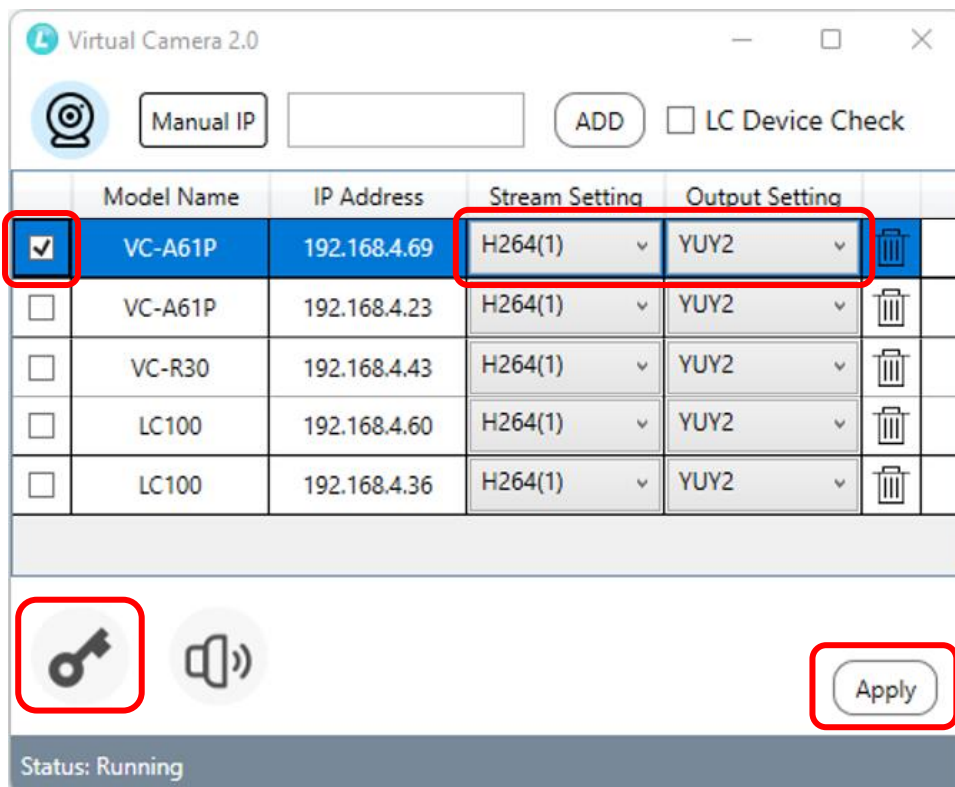 Virtual Camera 2.0
Manual IP ADD LC Device Check
Model Name IP Address Stream Setting Output Setting
VC-A61P 192.168.4.69 H264(1) YUY2
VC-A61P 192.168.4.23 H264(1) YUY2
VC-R30 192.168.4.43 H264(1) YUY2
LC100 192.168.4.60 H264(1) YUY2
LC100 192.168.4.36 H264(1) YUY2
Apply
Status: Running